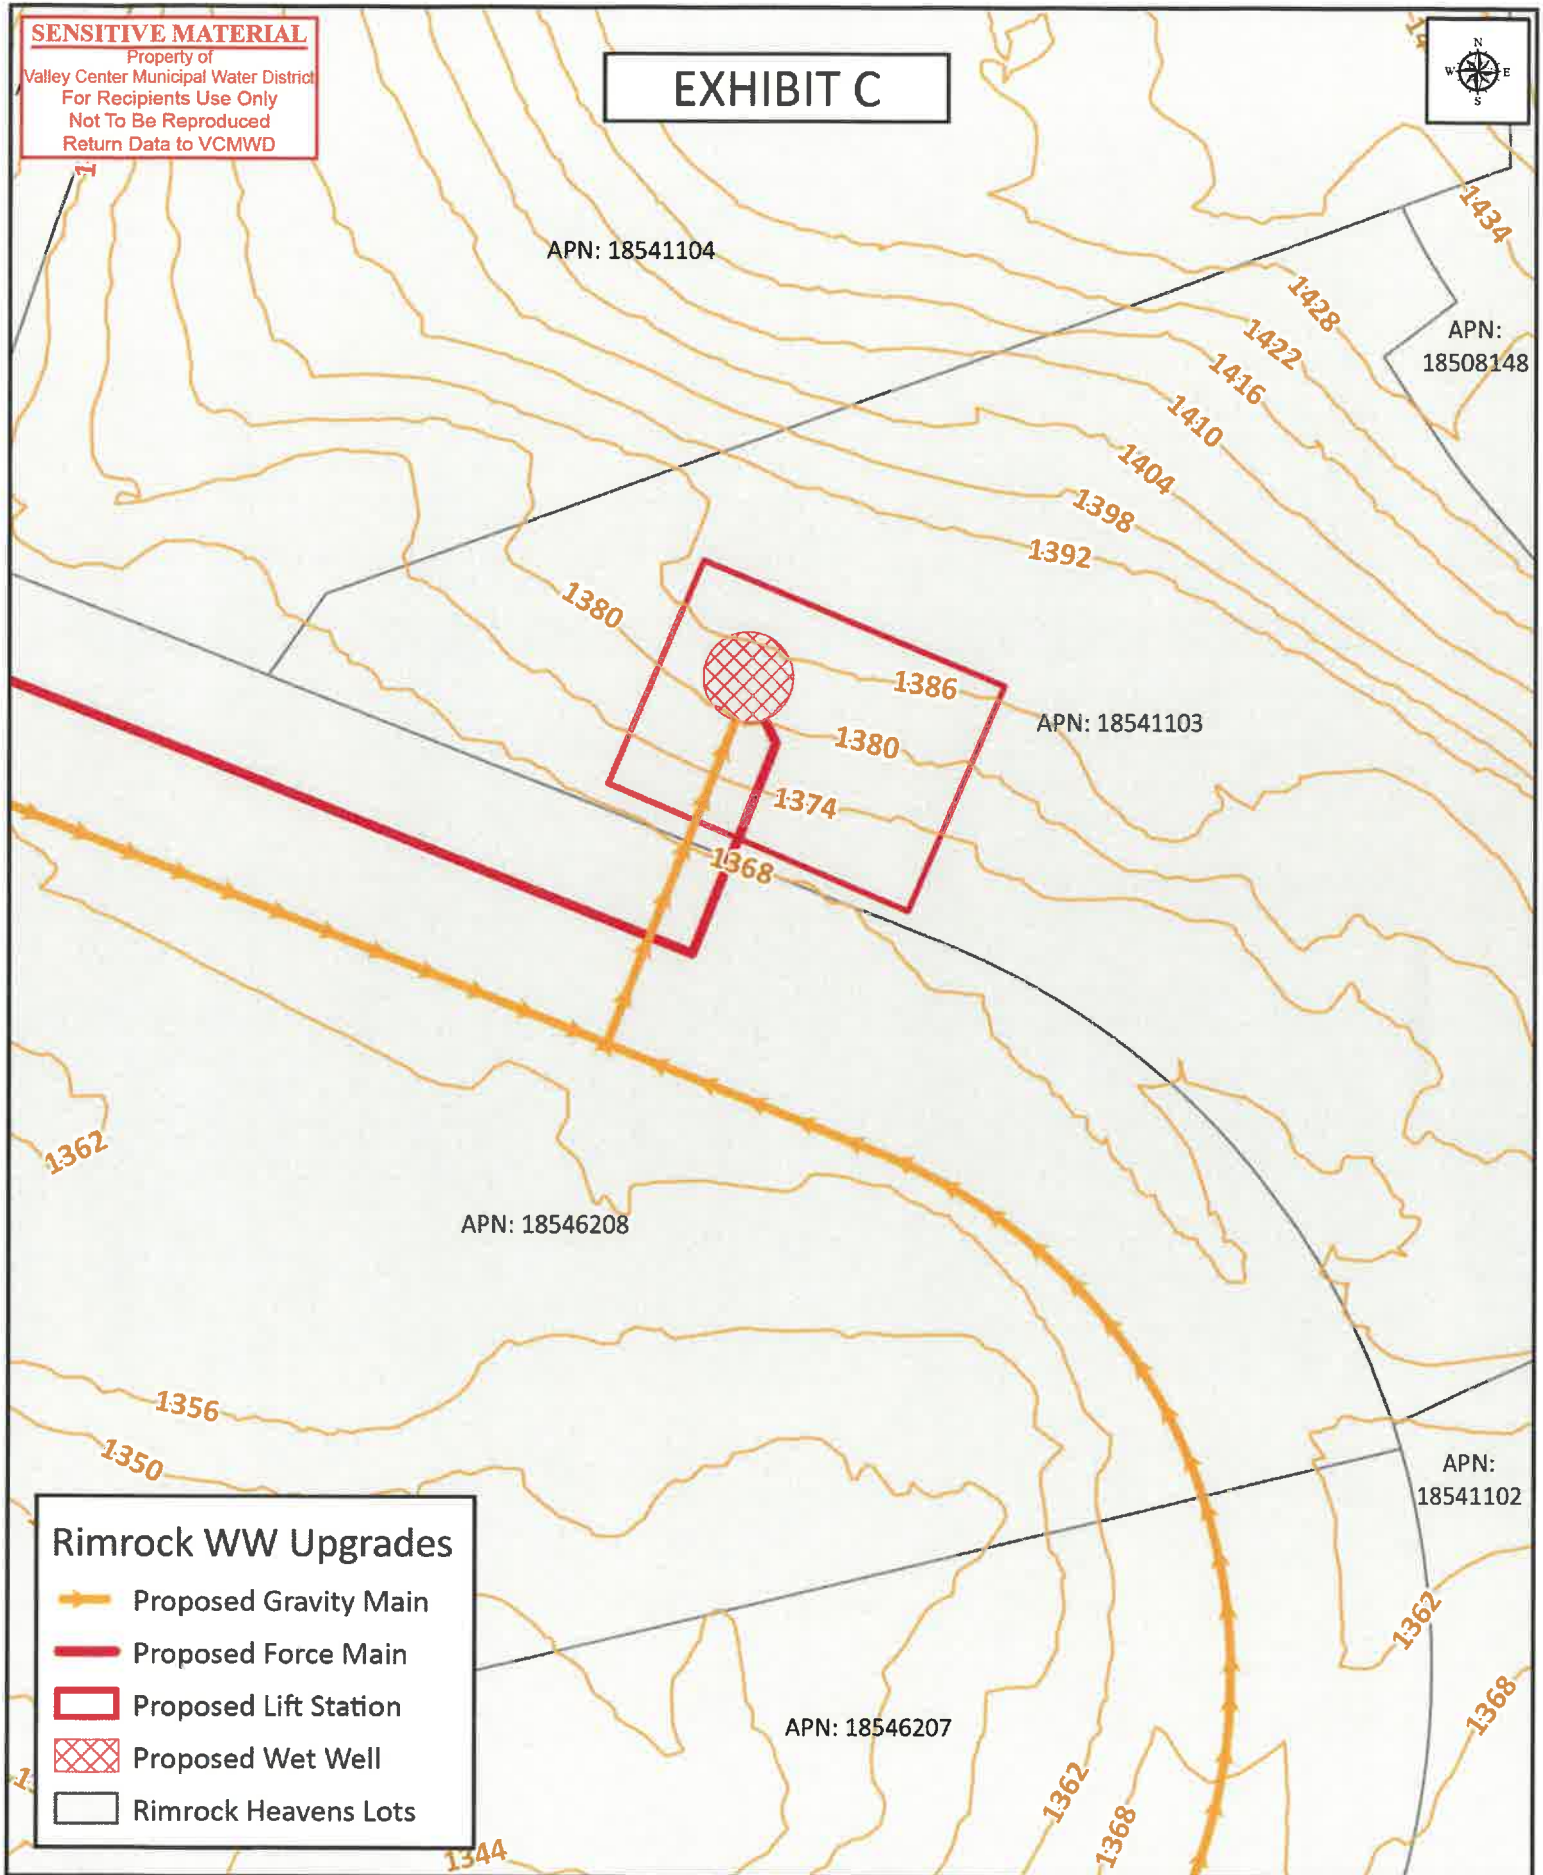 SENSITIVE MATERIAL
Property of
Valley Center Municipal Water District
For Recipients Use Only
Not To Be Reproduced
Return Data to VCMWD
EXHIBIT C
N
W E
S
APN: 18541104
1434
1428
1422
1416
1410
1404
1398
1392
APN:
18508148
1380
1386
1380
1374
1368
APN: 18541103
1362
APN: 18546208
1356
1350
APN:
18541102
1362
1368
Rimrock WW Upgrades
Proposed Gravity Main
Proposed Force Main
Proposed Lift Station
Proposed Wet Well
Rimrock Heavens Lots
APN: 18546207
1362
1368
1344